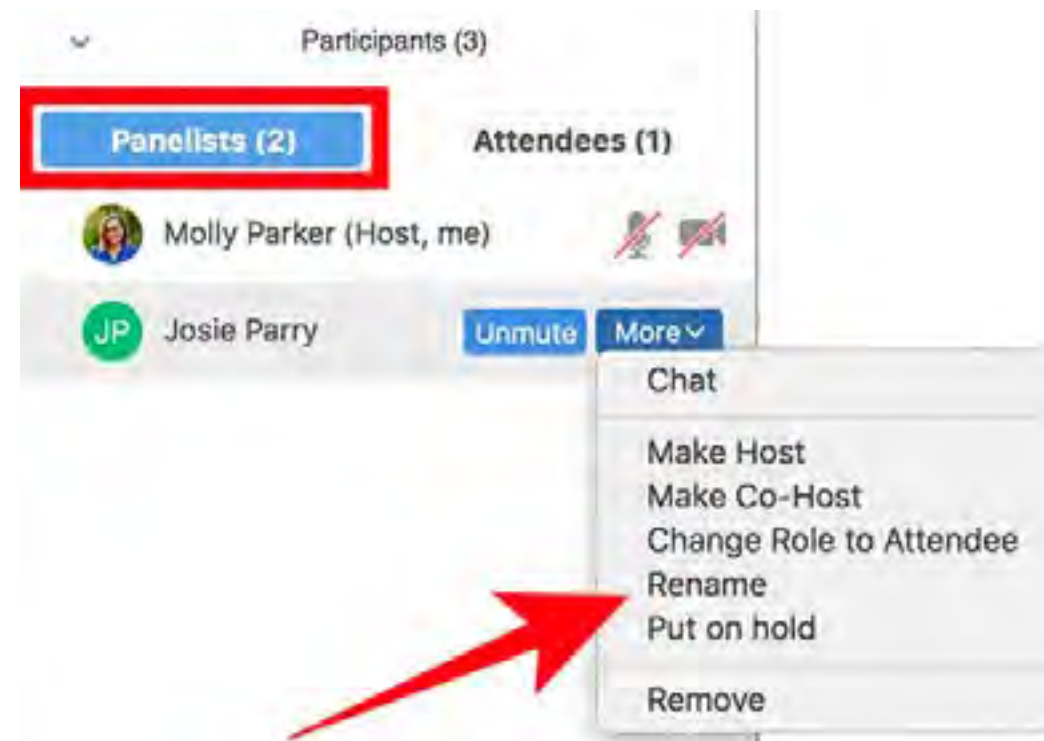 Participants (3)
Panelists (2) Attendees (1)
Molly Parker (Host, me)
JP Josie Parry Unmute More
Chat
Make Host
Make Co-Host
Change Role to Attendee
Rename
Put on hold
Remove